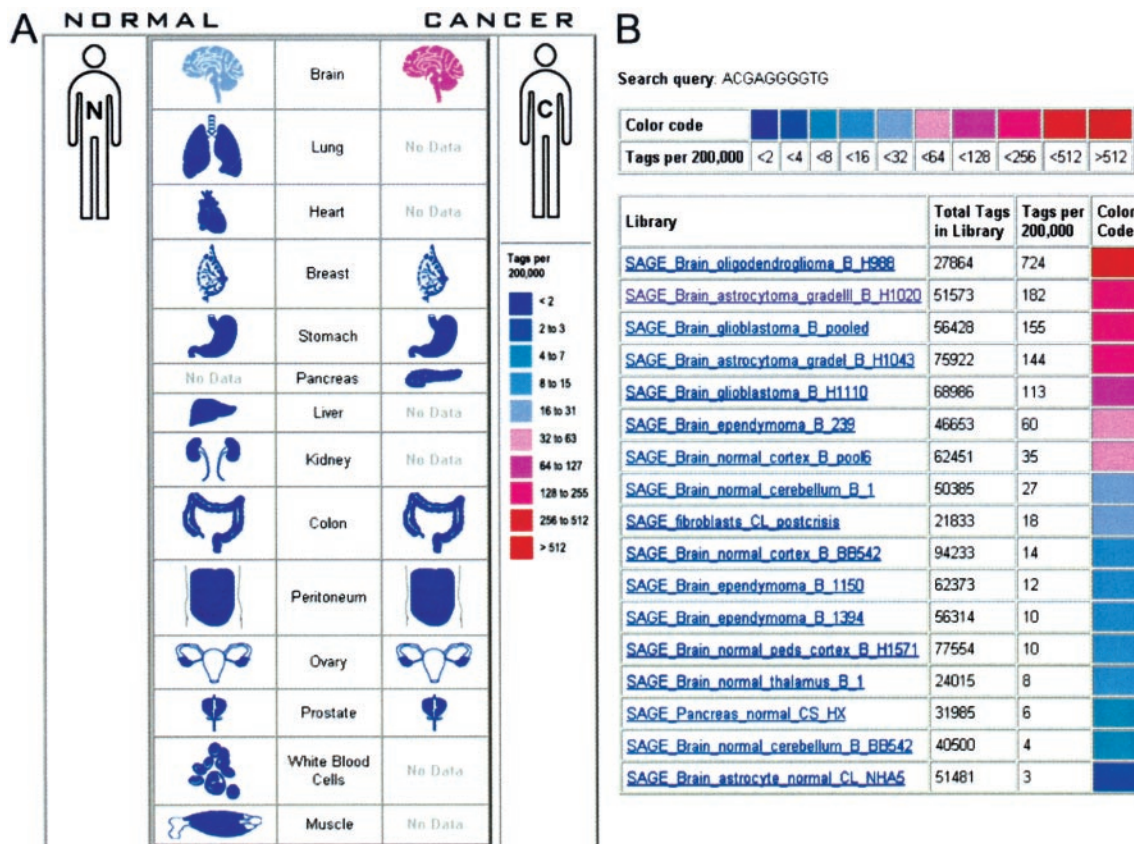 A
NORMAL CANCER
N
C
Brain
Lung No Data
Heart No Data
Breast
Stomach
No Data Pancreas
Liver No Data
Kidney No Data
Colon
Peritoneum
Ovary
Prostate
White Blood
Cells
No Data
Muscle No Data
Tags per
200,000
< 2
2 to 3
4 to 7
8 to 15
16 to 31
32 to 63
64 to 127
128 to 255
256 to 512
> 512
B
Search query: ACGAGGGGTG
Color code
Tags per 200,000 <2 <4 <8 <16 <32 <64 <128 <256 <512 >512
Library Total Tags in Library Tags per 200,000 Color Code
SAGE_Brain_oligodendroglioma_B_H988 27864 724
SAGE_Brain_astrocytoma_gradeIII_B_H1020 51573 182
SAGE_Brain_glioblastoma_B_pooled 56428 155
SAGE_Brain_astrocytoma_gradeI_B_H1043 75922 144
SAGE_Brain_glioblastoma_B_H1110 68986 113
SAGE_Brain_ependymoma_B_239 46653 60
SAGE_Brain_normal_cortex_B_pool6 62451 35
SAGE_Brain_normal_cerebellum_B_1 50385 27
SAGE_fibroblasts_CL_postcrisis 21833 18
SAGE_Brain_normal_cortex_B_BB542 94233 14
SAGE_Brain_ependymoma_B_1150 62373 12
SAGE_Brain_ependymoma_B_1394 56314 10
SAGE_Brain_normal_peds_cortex_B_H1571 77554 10
SAGE_Brain_normal_thalamus_B_1 24015 8
SAGE_Pancreas_normal_CS_HX 31985 6
SAGE_Brain_normal_cerebellum_B_BB542 40500 4
SAGE_Brain_astrocyte_normal_CL_NHA5 51481 3